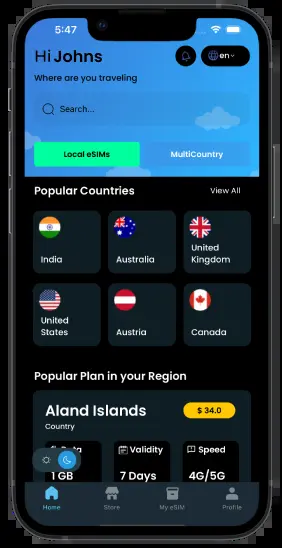 5:47
Hi Johns
en
Where are you traveling
Search...
Local eSIMs
MultiCountry
Popular Countries
View All
India
Australia
United
Kingdom
United
States
Austria
Canada
Popular Plan in your Region
Aland Islands
$ 34.0
Country
Data
Validity
Speed
1 GB
7 Days
4G/5G
Home
Store
My eSIM
Profile